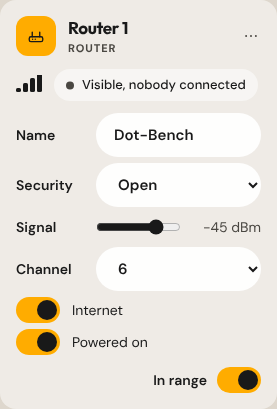 Router 1
ROUTER
...
Visible, nobody connected
Name Dot-Bench
Security Open
Signal -45 dBm
Channel 6
Internet
Powered on
In range